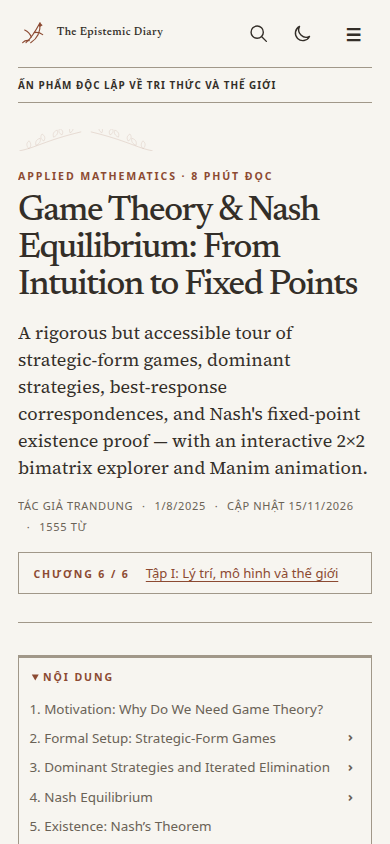 The Epistemic Diary
ẤN PHẨM ĐỘC LẬP VỀ TRI THỨC VÀ THẾ GIỚI
APPLIED MATHEMATICS · 8 PHÚT ĐỌC
Game Theory & Nash
Equilibrium: From
Intuition to Fixed Points
A rigorous but accessible tour of
strategic-form games, dominant
strategies, best-response
correspondences, and Nash's fixed-point
existence proof — with an interactive 2×2
bimatrix explorer and Manim animation.
TÁC GIẢ TRANDUNG · 1/8/2025 · CẬP NHẬT 15/11/2026
· 1555 TỪ
CHƯƠNG 6 / 6 Tập I: Lý trí, mô hình và thế giới
▼ NỘI DUNG
1. Motivation: Why Do We Need Game Theory?
2. Formal Setup: Strategic-Form Games ›
3. Dominant Strategies and Iterated Elimination ›
4. Nash Equilibrium ›
5. Existence: Nash’s Theorem